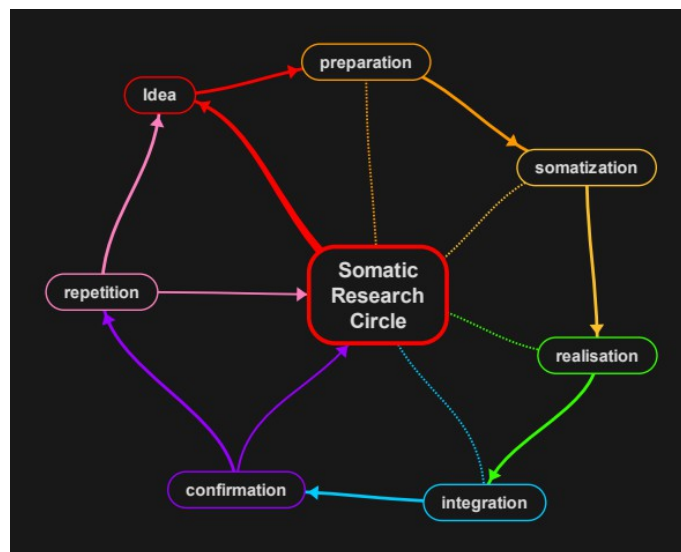 preparation
Idea
somatization
Somatic
Research
Circle
repetition
realisation
confirmation
integration